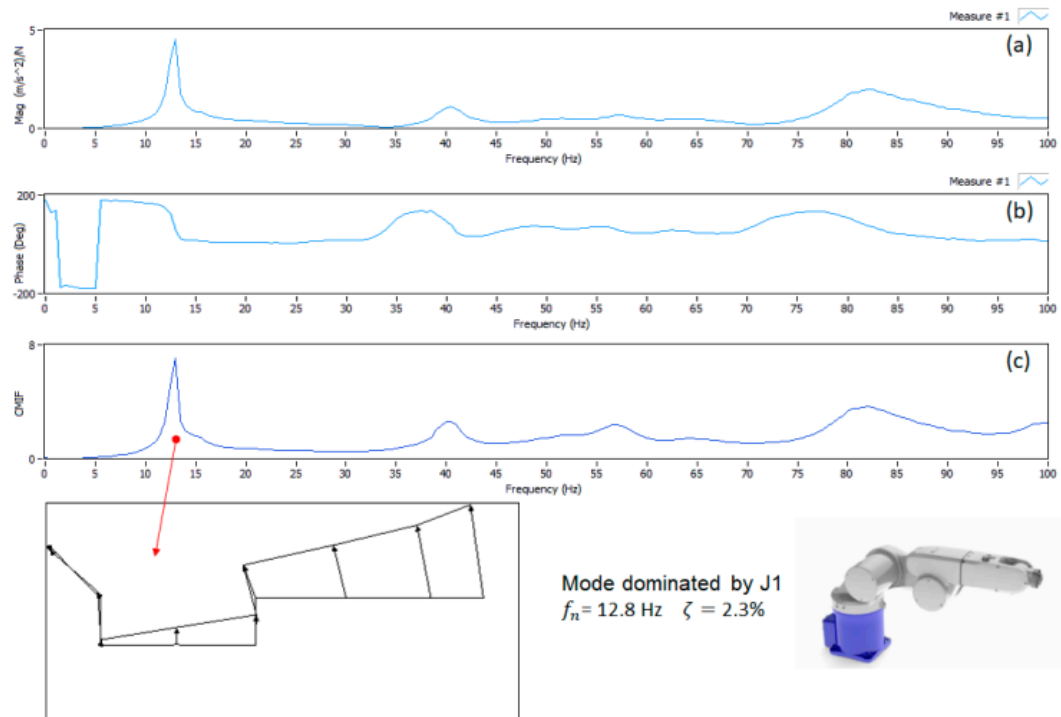 Measure #1
(a)
5
0
Mag (m/s^2)/N
0 5 10 15 20 25 30 35 40 45 50 55 60 65 70 75 80 85 90 95 100
Frequency (Hz)
Measure #1
(b)
200
-200
Phase (Deg)
0 5 10 15 20 25 30 35 40 45 50 55 60 65 70 75 80 85 90 95 100
Frequency (Hz)
(c)
8
0
CMIF
0 5 10 15 20 25 30 35 40 45 50 55 60 65 70 75 80 85 90 95 100
Frequency (Hz)
Mode dominated by J1
fₙ= 12.8 Hz ζ = 2.3%